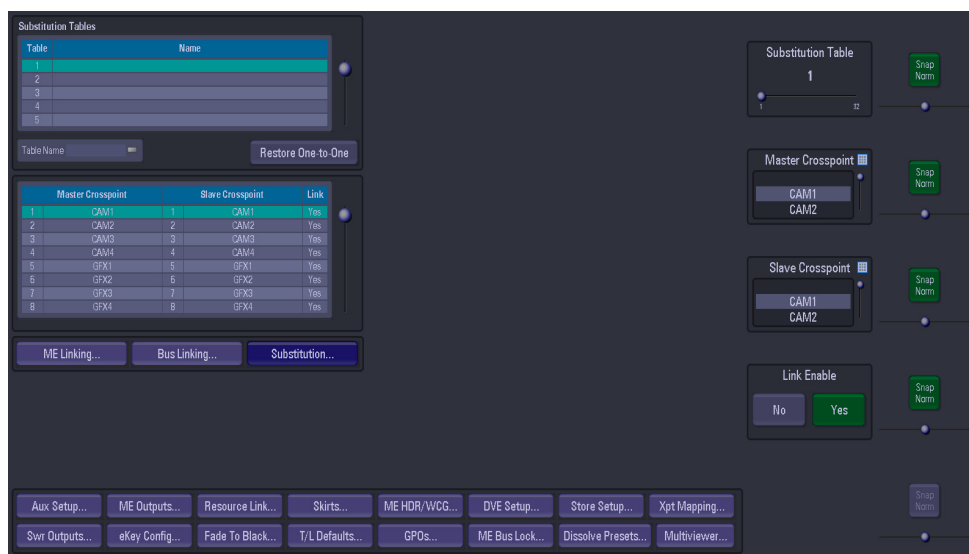 Substitution Tables
Table Name
1
2
3
4
5
Table Name
Restore One-to-One
Master Crosspoint Slave Crosspoint Link
1 CAM1 1 CAM1 Yes
2 CAM2 2 CAM2 Yes
3 CAM3 3 CAM3 Yes
4 CAM4 4 CAM4 Yes
5 GFX1 5 GFX1 Yes
6 GFX2 6 GFX2 Yes
7 GFX3 7 GFX3 Yes
8 GFX4 8 GFX4 Yes
ME Linking... Bus Linking... Substitution...
Substitution Table
1
1 32
Snap
Norm
Master Crosspoint
CAM1
CAM2
Snap
Norm
Slave Crosspoint
CAM1
CAM2
Snap
Norm
Link Enable
No Yes
Snap
Norm
Snap
Norm
Aux Setup... ME Outputs... Resource Link... Skirts... ME HDR/WCG... DVE Setup... Store Setup... Xpt Mapping...
Swr Outputs... eKey Config... Fade To Black... T/L Defaults... GPOs... ME Bus Lock... Dissolve Presets... Multiviewer...